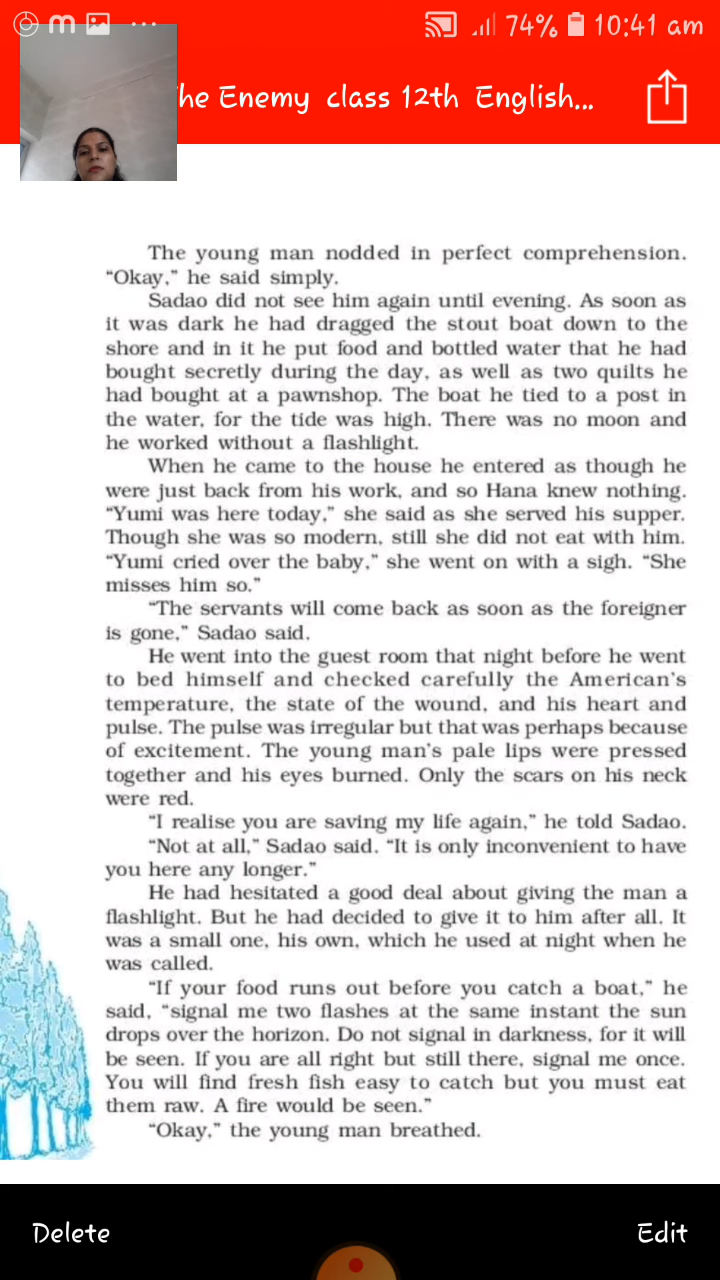 74% 10:41 am
he Enemy class 12th English...
The young man nodded in perfect comprehension.
“Okay,” he said simply.
Sadao did not see him again until evening. As soon as
it was dark he had dragged the stout boat down to the
shore and in it he put food and bottled water that he had
bought secretly during the day, as well as two quilts he
had bought at a pawnshop. The boat he tied to a post in
the water, for the tide was high. There was no moon and
he worked without a flashlight.
When he came to the house he entered as though he
were just back from his work, and so Hana knew nothing.
“Yumi was here today,” she said as she served his supper.
Though she was so modern, still she did not eat with him.
“Yumi cried over the baby,” she went on with a sigh. “She
misses him so.”
“The servants will come back as soon as the foreigner
is gone,” Sadao said.
He went into the guest room that night before he went
to bed himself and checked carefully the American’s
temperature, the state of the wound, and his heart and
pulse. The pulse was irregular but that was perhaps because
of excitement. The young man’s pale lips were pressed
together and his eyes burned. Only the scars on his neck
were red.
“I realise you are saving my life again,” he told Sadao.
“Not at all,” Sadao said. “It is only inconvenient to have
you here any longer.”
He had hesitated a good deal about giving the man a
flashlight. But he had decided to give it to him after all. It
was a small one, his own, which he used at night when he
was called.
“If your food runs out before you catch a boat,” he
said, “signal me two flashes at the same instant the sun
drops over the horizon. Do not signal in darkness, for it will
be seen. If you are all right but still there, signal me once.
You will find fresh fish easy to catch but you must eat
them raw. A fire would be seen.”
“Okay,” the young man breathed.
Delete Edit